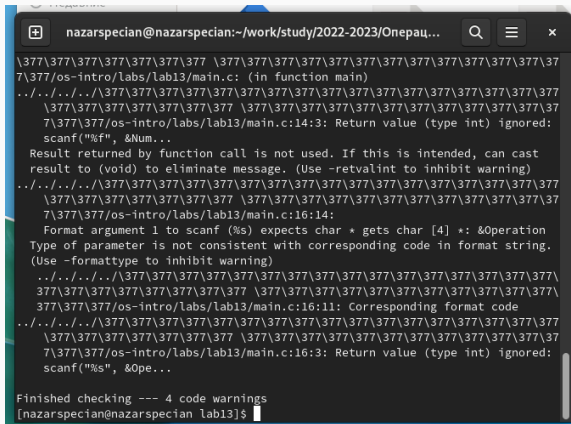 Недавние
nazarspecian@nazarspecian:~/work/study/2022-2023/Операц...
\377\377\377\377\377\377\377 \377\377\377\377\377\377\377\377\377\377\377\377\37
7\377/os-intro/labs/lab13/main.c: (in function main)
../../../../\377\377\377\377\377\377\377\377\377\377\377\377\377\377\377\377\377
\377\377\377\377\377\377\377 \377\377\377\377\377\377\377\377\377\377\377\377\37
7\377\377/os-intro/labs/lab13/main.c:14:3: Return value (type int) ignored:
scanf("%f", &Num...
Result returned by function call is not used. If this is intended, can cast
result to (void) to eliminate message. (Use -retvalint to inhibit warning)
../../../../\377\377\377\377\377\377\377\377\377\377\377\377\377\377\377\377\377
\377\377\377\377\377\377\377 \377\377\377\377\377\377\377\377\377\377\377\377\37
7\377\377/os-intro/labs/lab13/main.c:16:14:
Format argument 1 to scanf (%s) expects char * gets char [4] *: &Operation
Type of parameter is not consistent with corresponding code in format string.
(Use -formattype to inhibit warning)
../../../../\377\377\377\377\377\377\377\377\377\377\377\377\377\377\377\377\377\
377\377\377\377\377\377\377 \377\377\377\377\377\377\377\377\377\377\377\377\377\
377\377/os-intro/labs/lab13/main.c:16:11: Corresponding format code
../../../../\377\377\377\377\377\377\377\377\377\377\377\377\377\377\377\377\377
\377\377\377\377\377\377\377 \377\377\377\377\377\377\377\377\377\377\377\377\37
7\377\377/os-intro/labs/lab13/main.c:16:3: Return value (type int) ignored:
scanf("%s", &Ope...
Finished checking --- 4 code warnings
[nazarspecian@nazarspecian lab13]$